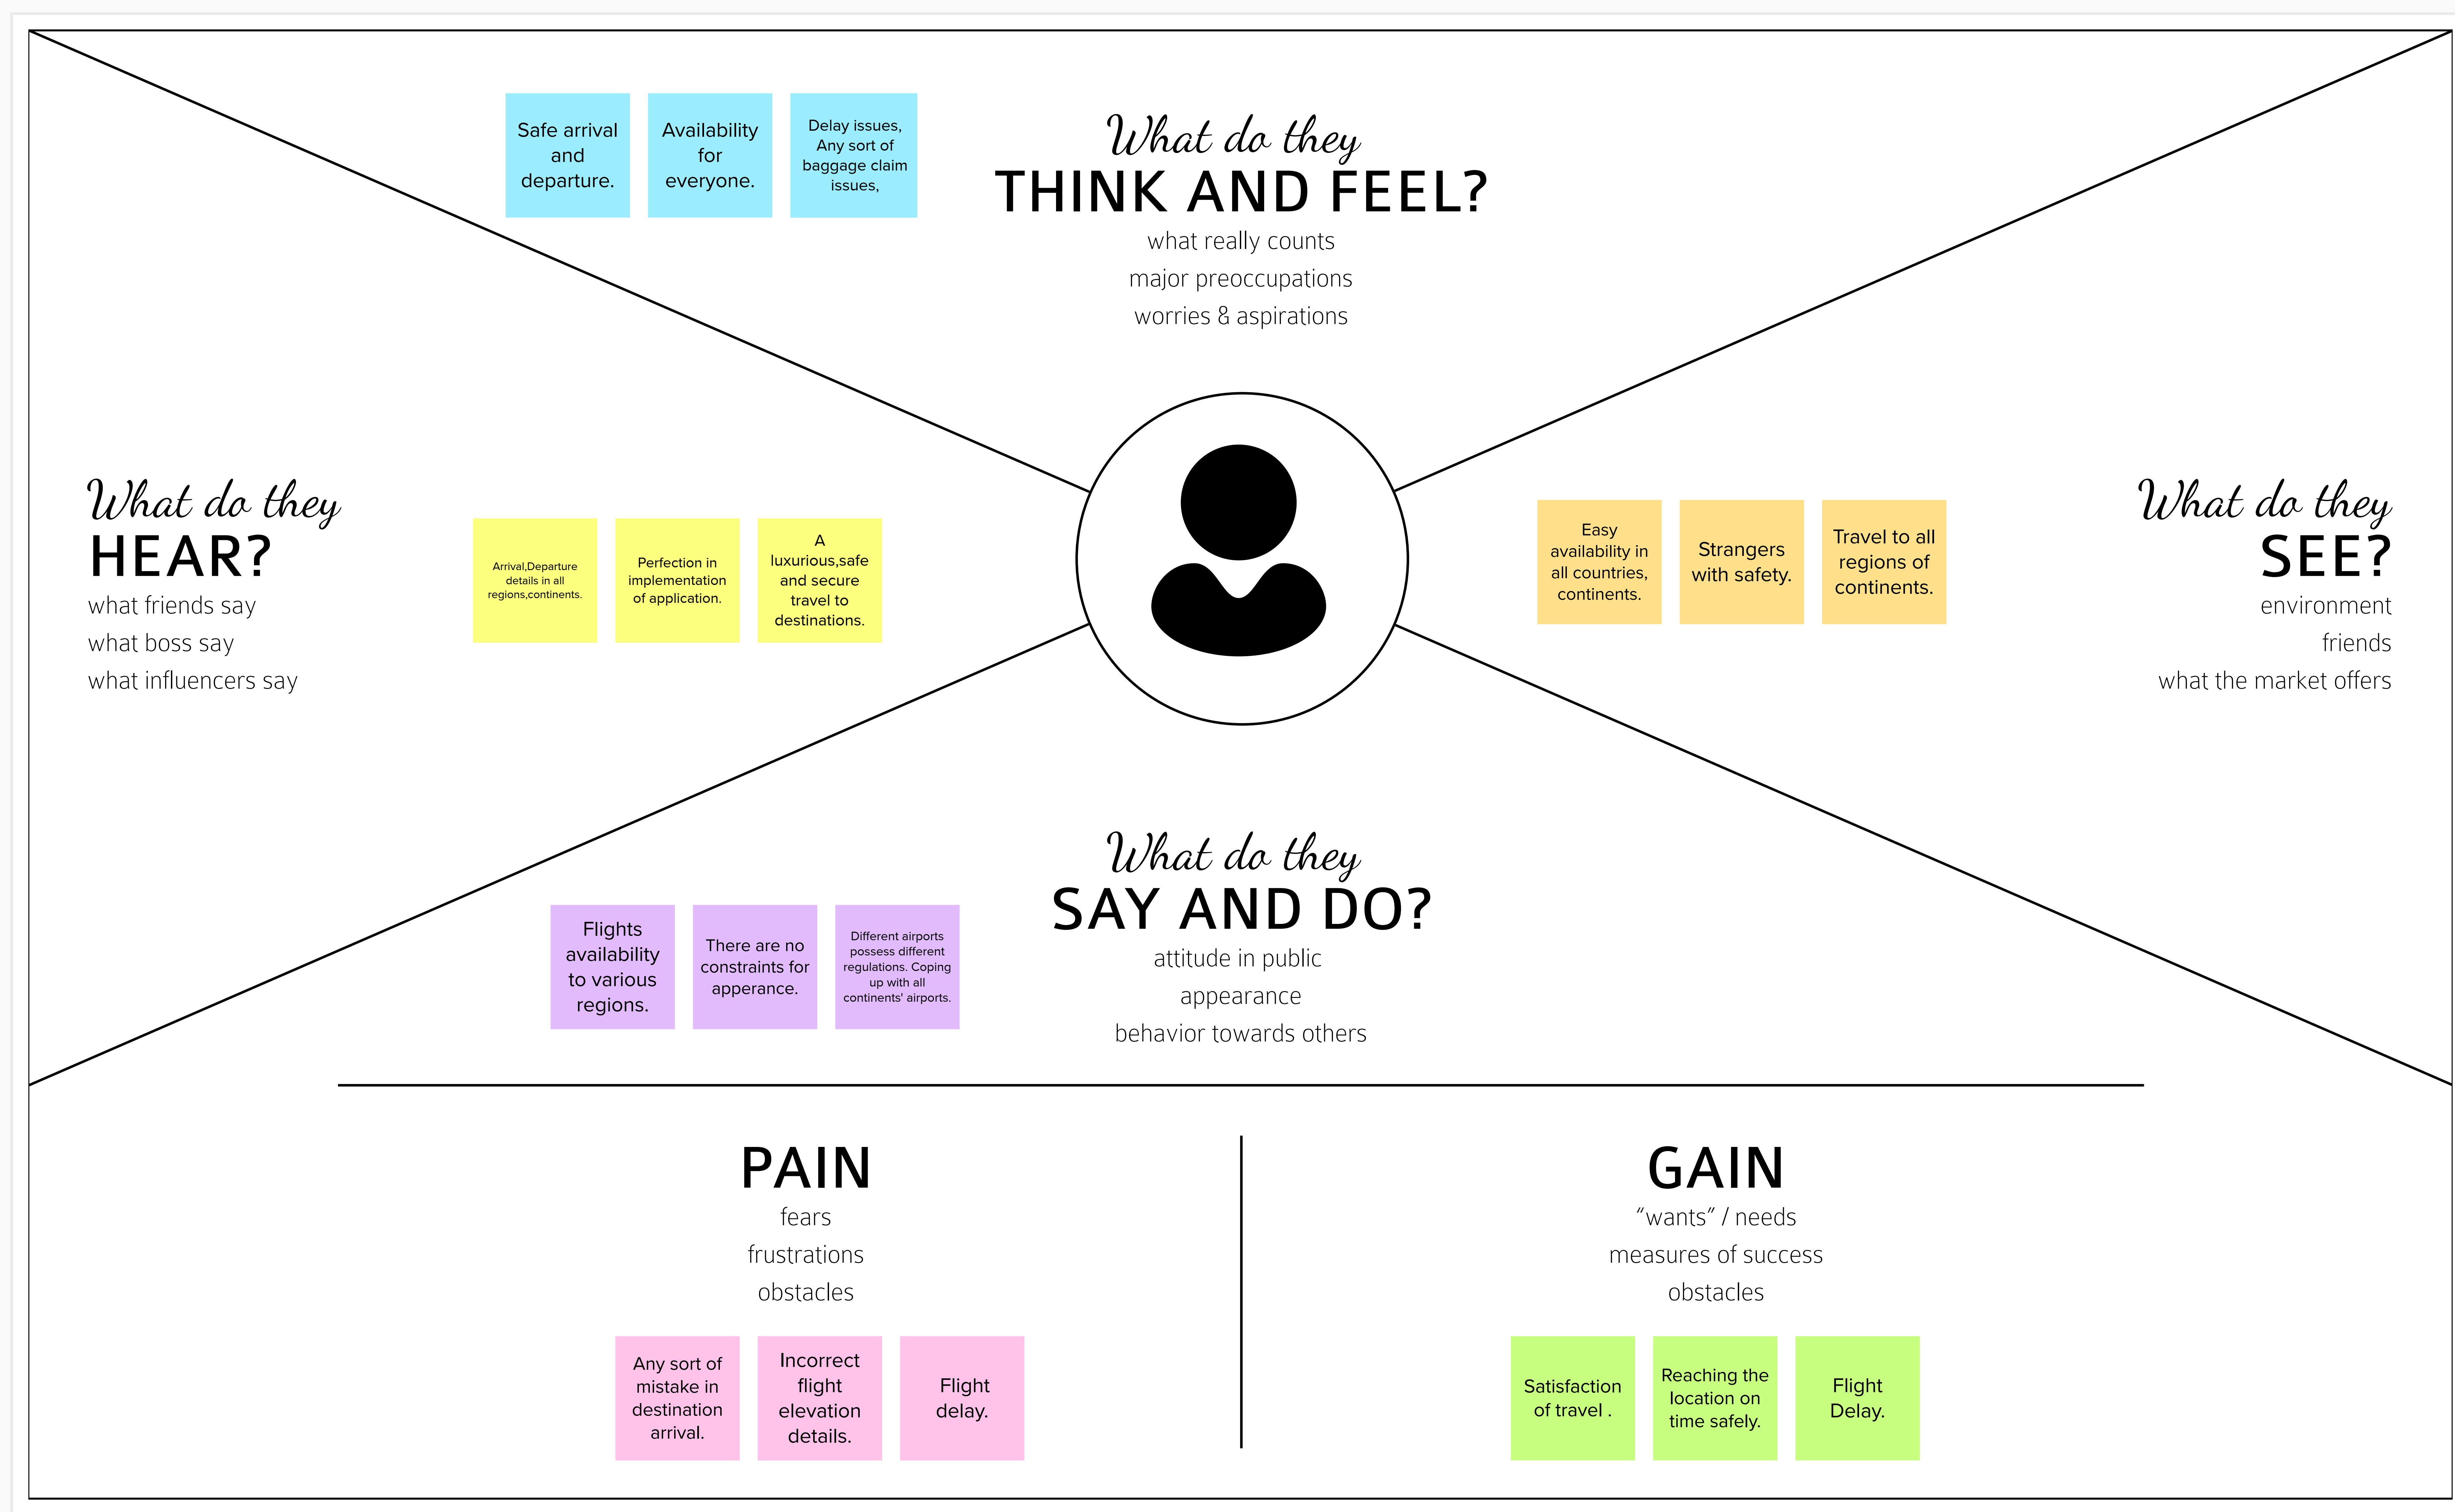 Safe arrival
and
departure.
Availability
for
everyone.
Delay issues,
Any sort of
baggage claim
issues,
What do they
THINK AND FEEL?
what really counts
major preoccupations
worries & aspirations
What do they
HEAR?
what friends say
what boss say
what influencers say
Arrival,Departure
details in all
regions,continents.
Perfection in
implementation
of application.
A
luxurious,safe
and secure
travel to
destinations.
Easy
availability in
all countries,
continents.
Strangers
with safety.
Travel to all
regions of
continents.
What do they
SEE?
environment
friends
what the market offers
What do they
SAY AND DO?
attitude in public
appearance
behavior towards others
Flights
availability
to various
regions.
There are no
constraints for
apperance.
Different airports
possess different
regulations. Coping
up with all
continents' airports.
PAIN
fears
frustrations
obstacles
Any sort of
mistake in
destination
arrival.
Incorrect
flight
elevation
details.
Flight
delay.
GAIN
“wants” / needs
measures of success
obstacles
Satisfaction
of travel .
Reaching the
location on
time safely.
Flight
Delay.